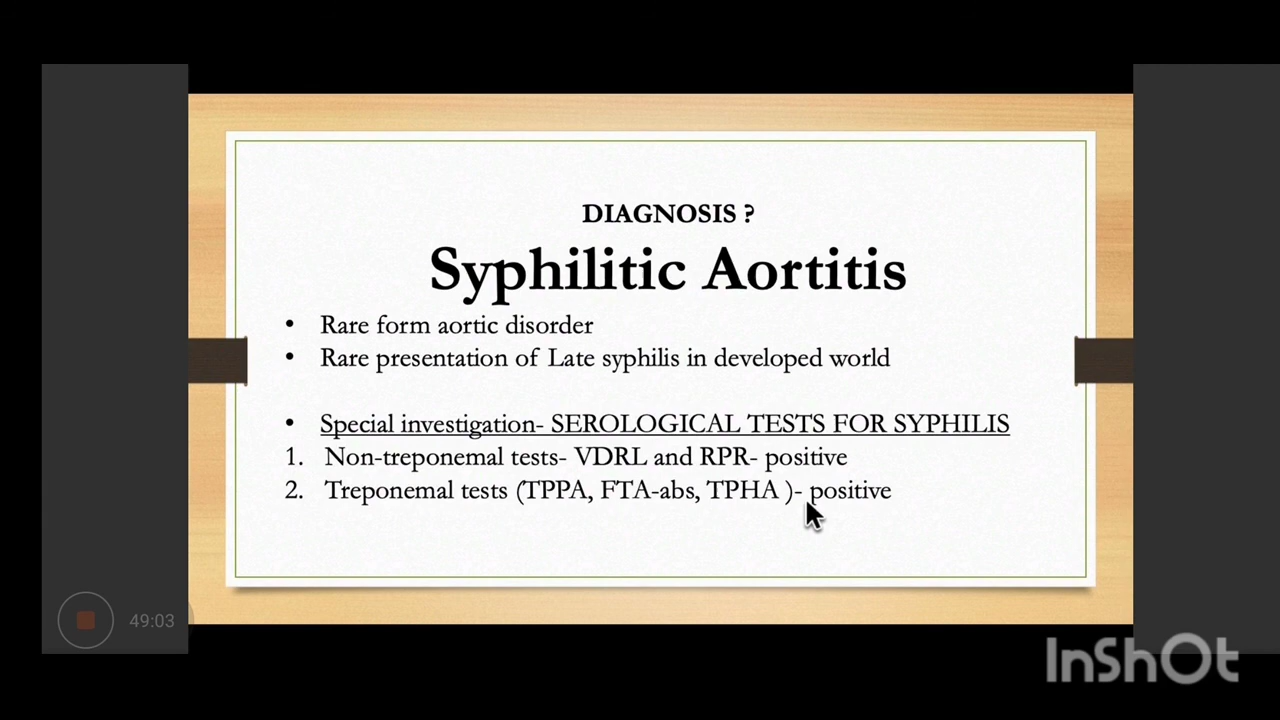 DIAGNOSIS ?
Syphilitic Aortitis
• Rare form aortic disorder
• Rare presentation of Late syphilis in developed world
• Special investigation- SEROLOGICAL TESTS FOR SYPHILIS
1. Non-treponemal tests- VDRL and RPR- positive
2. Treponemal tests (TPPA, FTA-abs, TPHA )- positive
49:03
InShOt